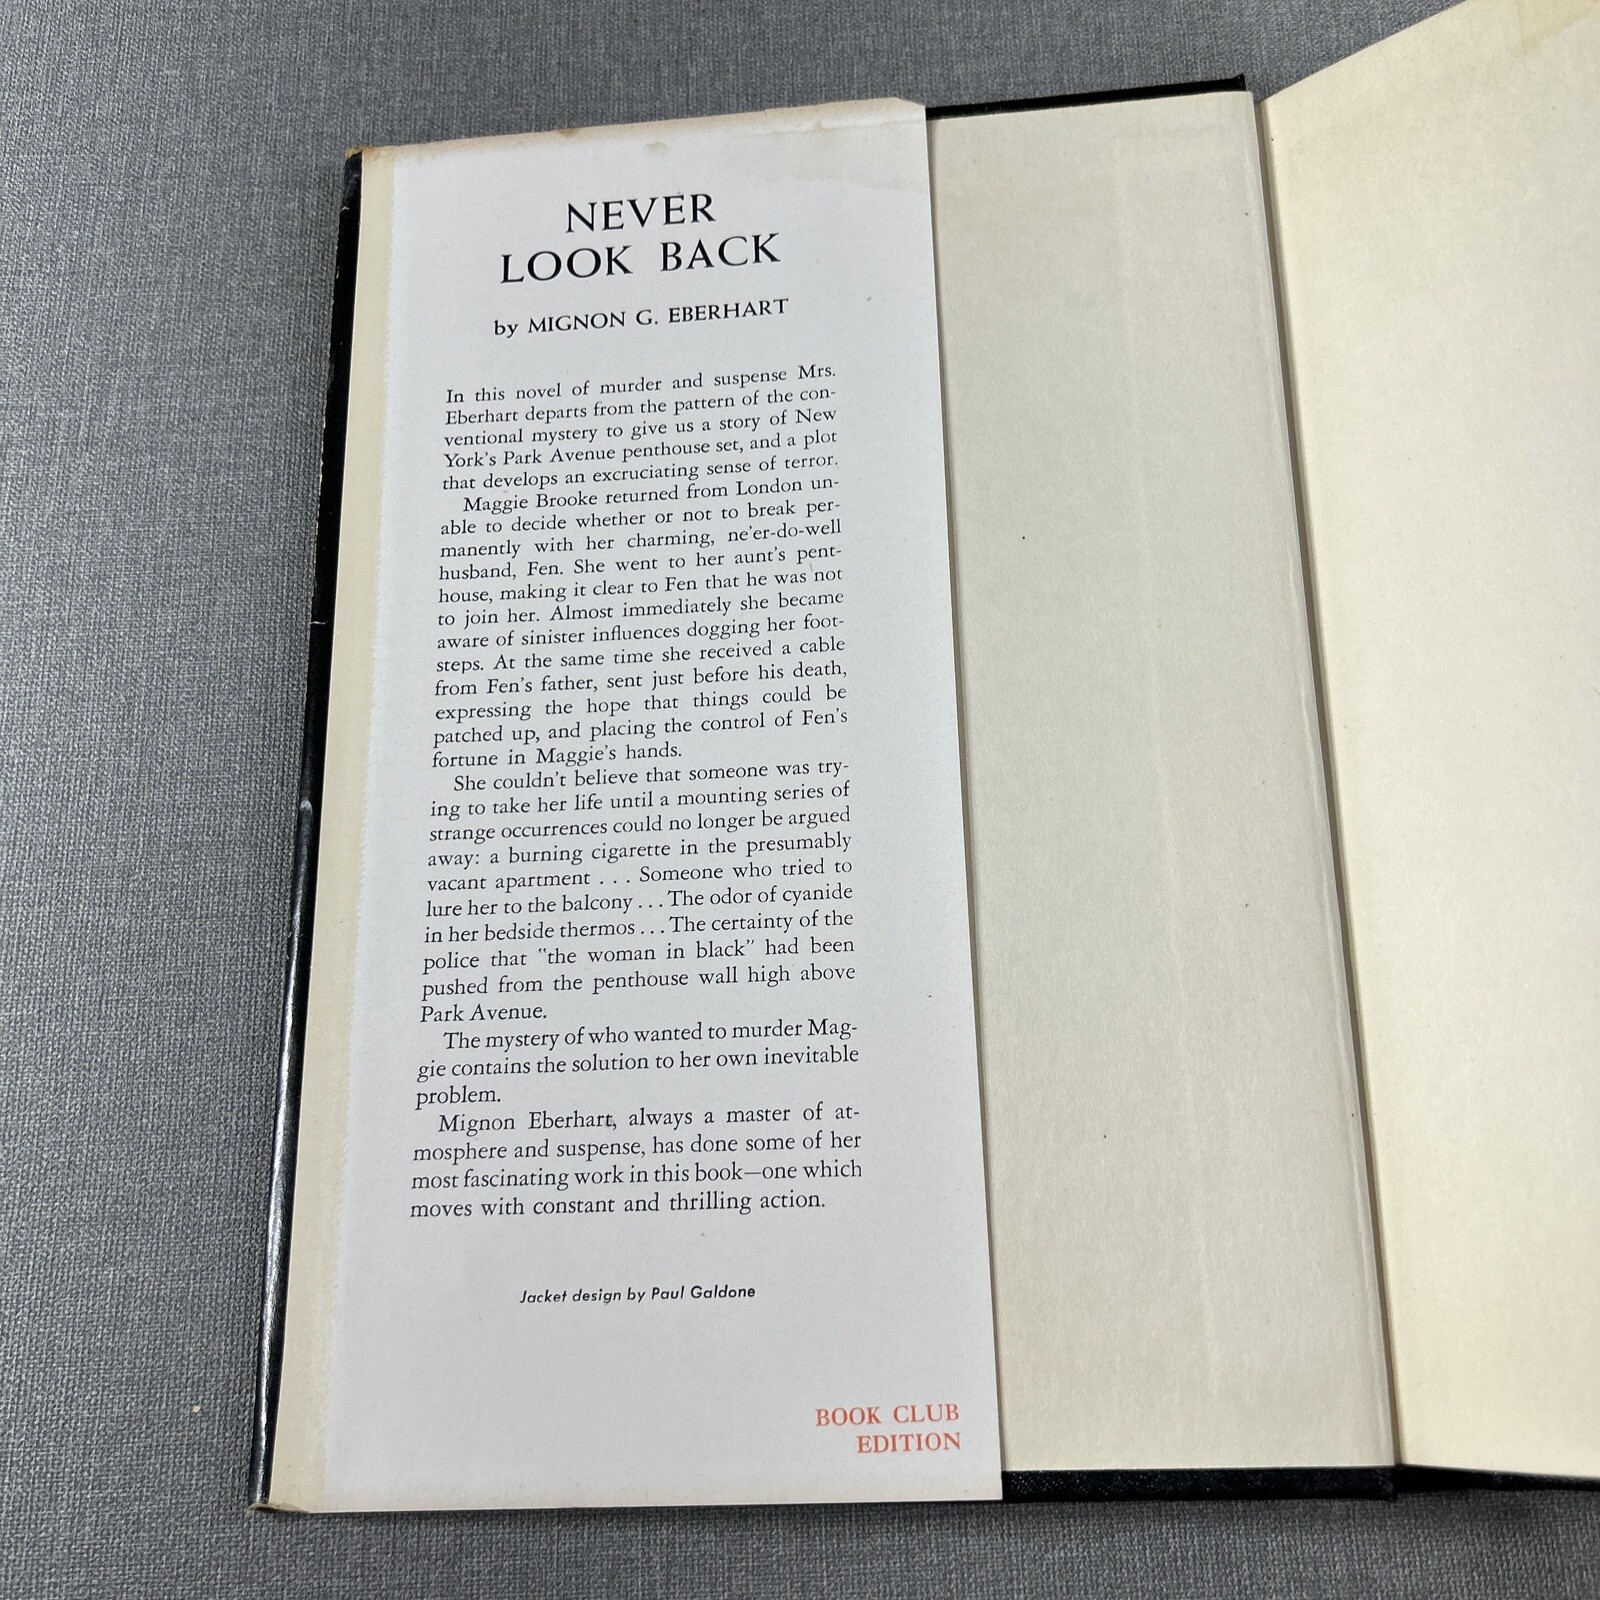 NEVER
LOOK BACK
by MIGNON G. EBERHART
In this novel of murder and suspense Mrs.
Eberhart departs from the pattern of the con-
ventional mystery to give us a story of New
York's Park Avenue penthouse set, and a plot
that develops an excruciating sense of terror.
Maggie Brooke returned from London un-
able to decide whether or not to break per-
manently with her charming, ne'er-do-well
husband, Fen. She went to her aunt's pent-
house, making it clear to Fen that he was not
to join her. Almost immediately she became
aware of sinister influences dogging her foot-
steps. At the same time she received a cable
from Fen's father, sent just before his death,
expressing the hope that things could be
patched up, and placing the control of Fen's
fortune in Maggie's hands.
She couldn't believe that someone was try-
ing to take her life until a mounting series of
strange occurrences could no longer be argued
away: a burning cigarette in the presumably
vacant apartment . . . Someone who tried to
lure her to the balcony . . . The odor of cyanide
in her bedside thermos . . . The certainty of the
police that "the woman in black" had been
pushed from the penthouse wall high above
Park Avenue.
The mystery of who wanted to murder Mag-
gie contains the solution to her own inevitable
problem.
Mignon Eberhart, always a master of at-
mosphere and suspense, has done some of her
most fascinating work in this book—one which
moves with constant and thrilling action.
Jacket design by Paul Galdone
BOOK CLUB
EDITION